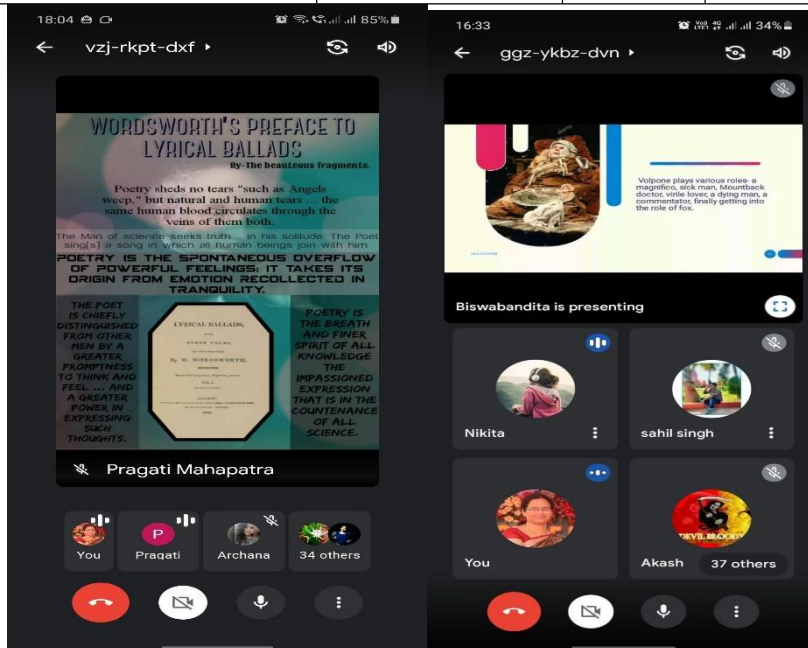 18:04 85%
vzj-rkpt-dxf
WORDSWORTH'S PREFACE TO
LYRICAL BALLADS
By-The beauteous fragments.
Poetry sheds no tears "such as Angels
weep," but natural and human tears ... the
same human blood circulates through the
veins of them both.
The Man of science seeks truth ... in his solitude. The Poet
sing(s) a song in which all human beings join with him
POETRY IS THE SPONTANEOUS OVERFLOW
OF POWERFUL FEELINGS: IT TAKES ITS
ORIGIN FROM EMOTION RECOLLECTED IN
TRANQUILITY.
THE POET
IS CHIEFLY
DISTINGUISHED
FROM OTHER
MEN BY A
GREATER
PROMPTNESS
TO THINK AND
FEEL ... AND
A GREATER
POWER IN
EXPRESSING
SUCH
THOUGHTS.
LYRICAL BALLADS,
WITH
OTHER POEMS.
By W. WORDSWORTH.
POETRY IS
THE BREATH
AND FINER
SPIRIT OF ALL
KNOWLEDGE
THE
IMPASSIONED
EXPRESSION
THAT IS IN THE
COUNTENANCE
OF ALL
SCIENCE.
Pragati Mahapatra
You
P
Pragati
Archana
34 others
16:33 4G 34%
ggz-ykbz-dvn
Volpone plays various roles- a
magnifico, sick man, Mountback
doctor, virile lover, a dying man, a
commentator, finally getting into
the role of fox.
Biswabandita is presenting
Nikita
sahil singh
You
DEVIL BLOODY
Akash
37 others